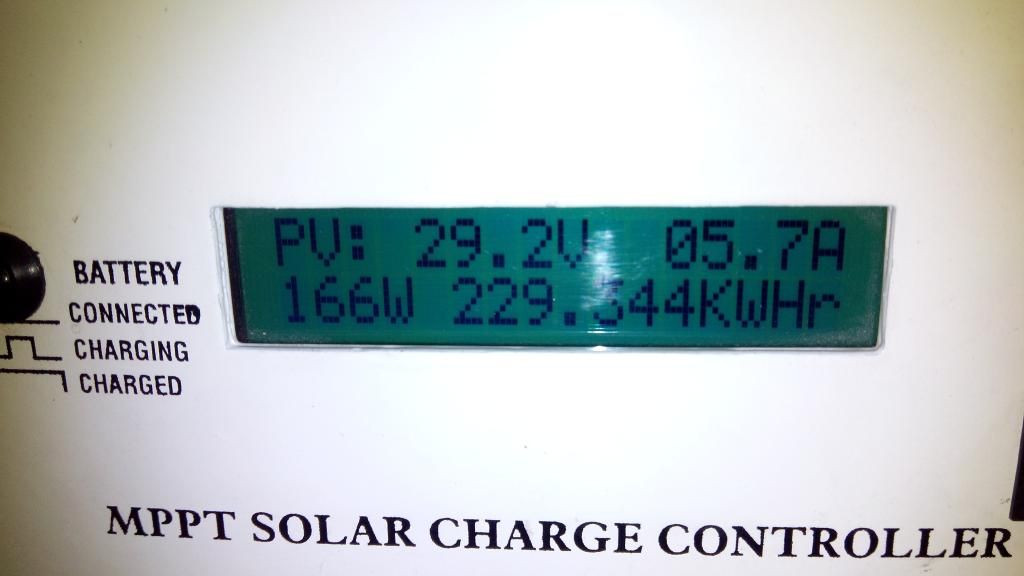 PV: 29.2V 05.7A
166W 229.344KWHr
BATTERY
CONNECTED
CHARGING
CHARGED
MPPT SOLAR CHARGE CONTROLLER